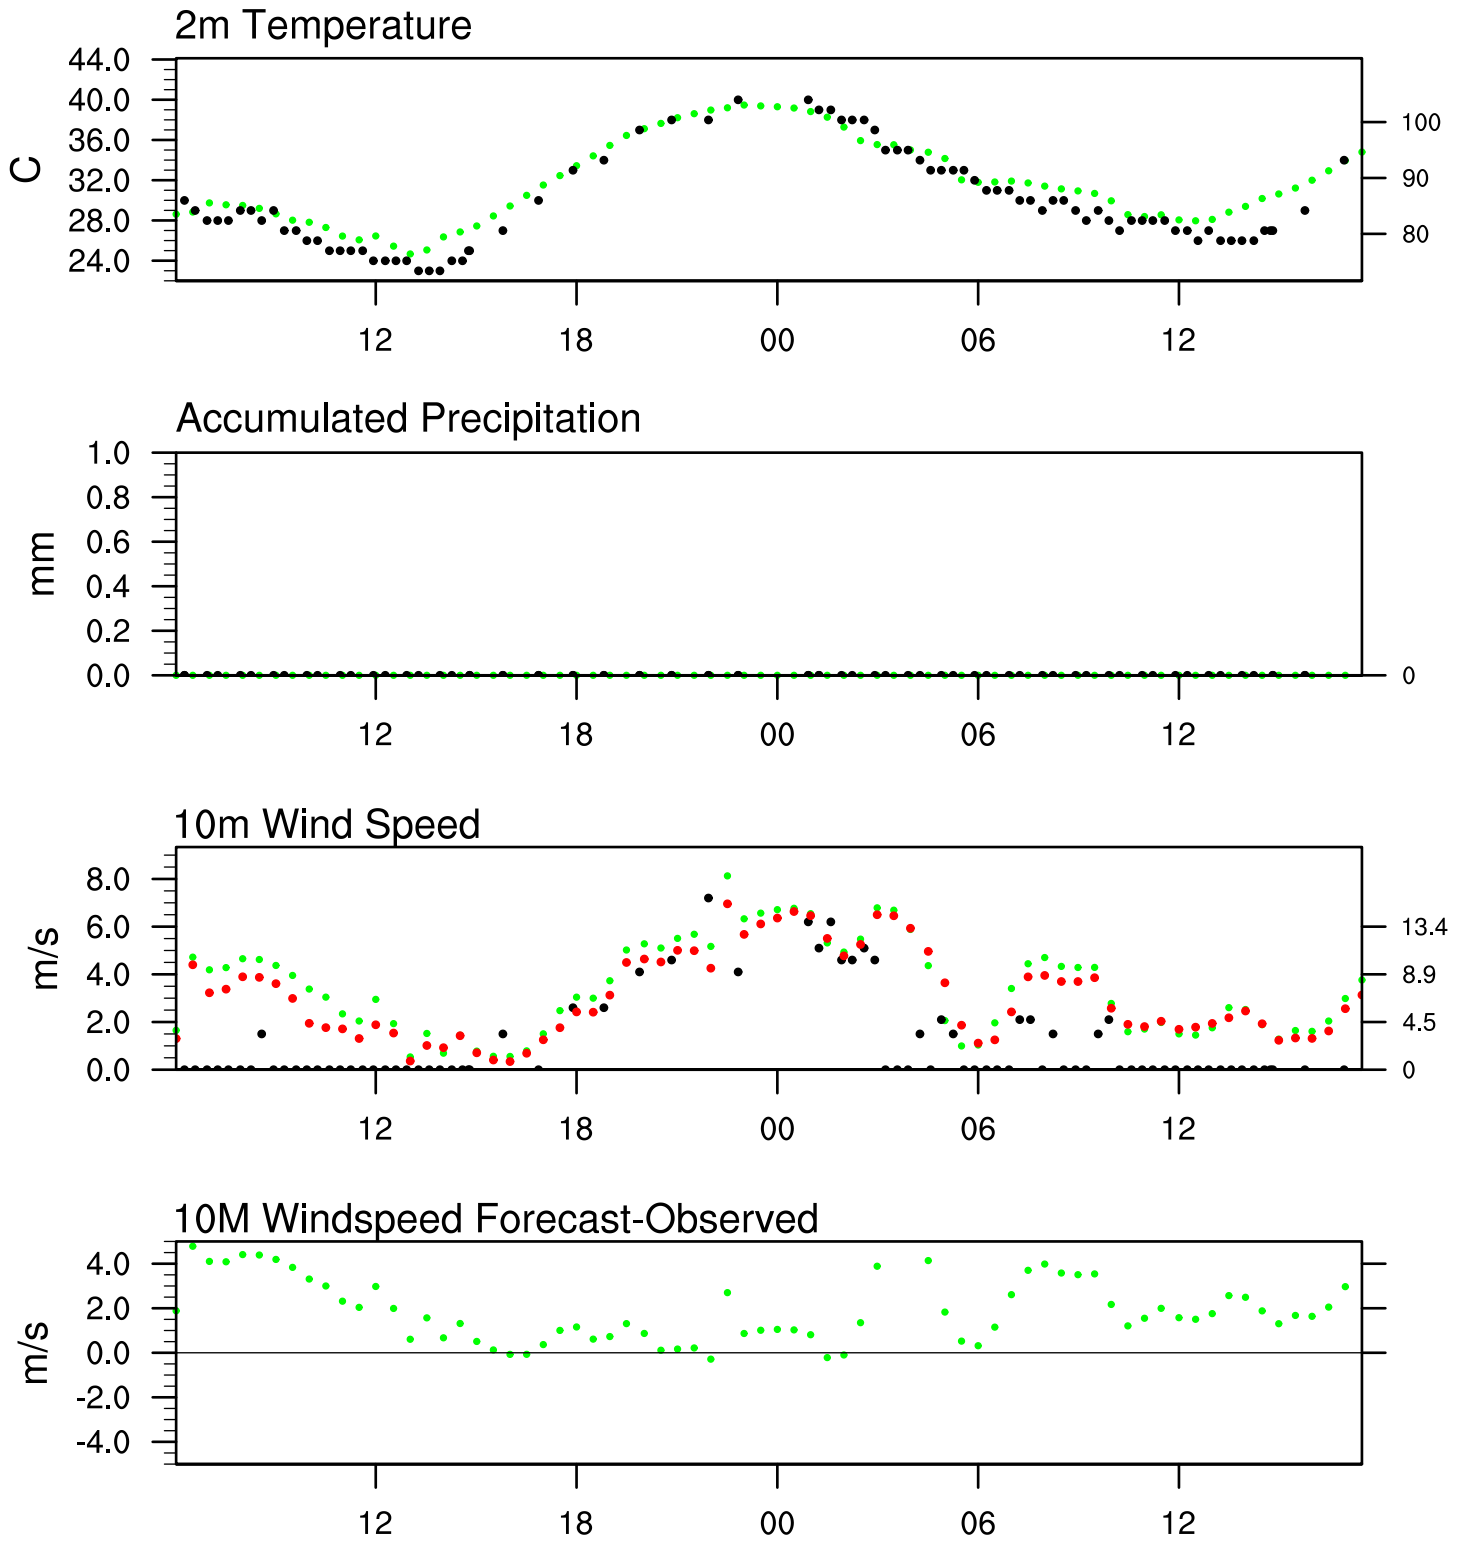 2m Temperature
44.0
40.0
36.0
32.0
28.0
24.0
C
100
90
80
12 18 00 06 12
Accumulated Precipitation
1.0
0.8
0.6
0.4
0.2
0.0
mm
0
12 18 00 06 12
10m Wind Speed
8.0
6.0
4.0
2.0
0.0
m/s
13.4
8.9
4.5
0
12 18 00 06 12
10M Windspeed Forecast-Observed
4.0
2.0
0.0
-2.0
-4.0
m/s
12 18 00 06 12